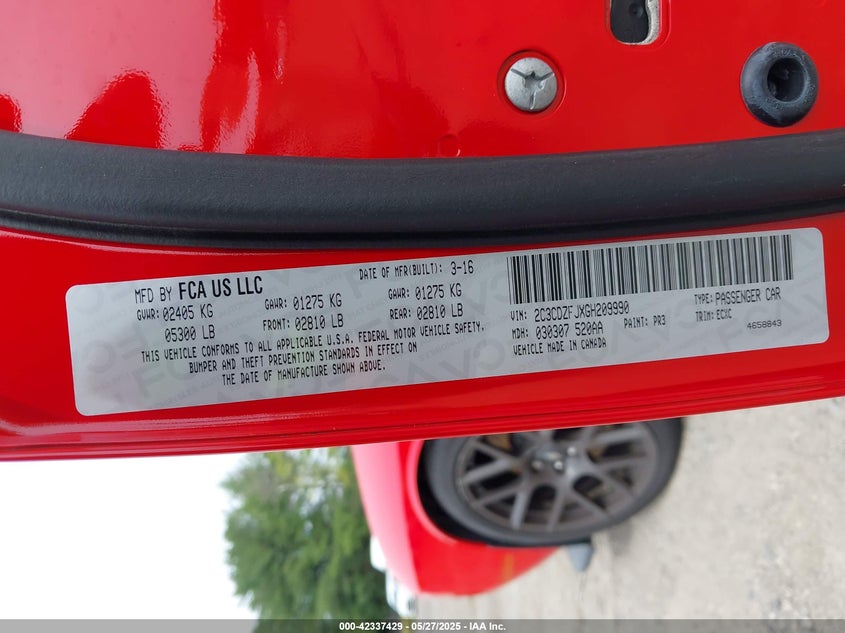 MFD BY FCA US LLC
DATE OF MFR(BUILT): 3-16
GVWR: 02405 KG
05300 LB
GAWR: 01275 KG
FRONT: 02810 LB
GAWR: 01275 KG
REAR: 02810 LB
THIS VEHICLE CONFORMS TO ALL APPLICABLE U.S.A. FEDERAL MOTOR VEHICLE SAFETY,
BUMPER AND THEFT PREVENTION STANDARDS IN EFFECT ON
THE DATE OF MANUFACTURE SHOWN ABOVE.
VIN: 2C3CDZFJXGH209990
TYPE: PASSENGER CAR
MDH: 030307 520AA
PAINT: PR3
TRIM: ECXC
VEHICLE MADE IN CANADA
4658643
000-42337429 - 05/27/2025 - IAA Inc.